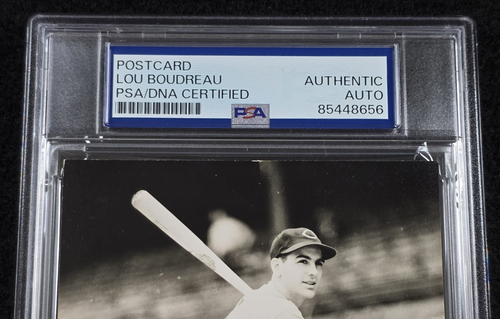 POSTCARD
LOU BOUDREAU
PSA/DNA CERTIFIED
AUTHENTIC
AUTO
85448656
PSA